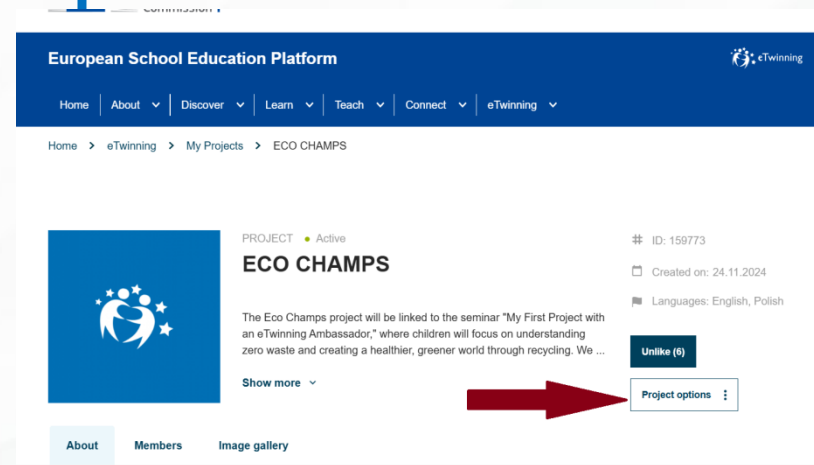 Commission
European School Education Platform
eTwinning
Home About Discover Learn Teach Connect eTwinning
Home > eTwinning > My Projects > ECO CHAMPS
PROJECT • Active
ECO CHAMPS
The Eco Champs project will be linked to the seminar "My First Project with
an eTwinning Ambassador," where children will focus on understanding
zero waste and creating a healthier, greener world through recycling. We ...
Show more
# ID: 159773
Created on: 24.11.2024
Languages: English, Polish
Unlike (6)
Project options
About Members Image gallery